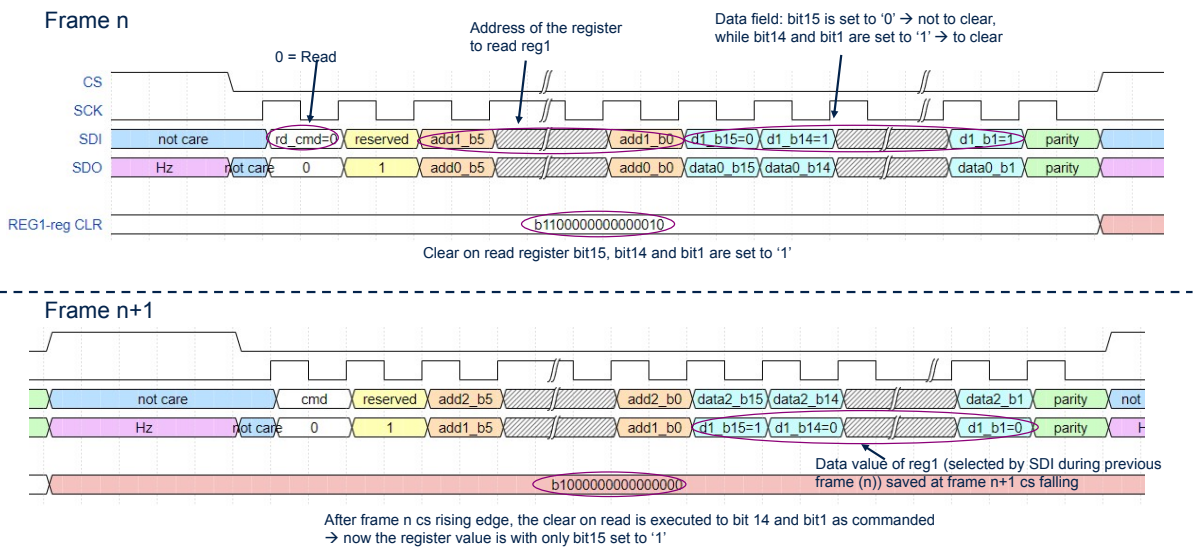 Frame n
Address of the register
to read reg1
Data field: bit15 is set to ‘0’ → not to clear,
while bit14 and bit1 are set to ‘1’ → to clear
0 = Read
CS
SCK
SDI not care rd_cmd=0 reserved add1_b5 add1_b0 d1_b15=0 d1_b14=1 d1_b1=1 parity
SDO Hz not care 0 1 add0_b5 add0_b0 data0_b15 data0_b14 data0_b1 parity
REG1-reg CLR b1100000000000010
Clear on read register bit15, bit14 and bit1 are set to ‘1’
Frame n+1
not care cmd reserved add2_b5 add2_b0 data2_b15 data2_b14 data2_b1 parity not
Hz not care 0 1 add1_b5 add1_b0 d1_b15=1 d1_b14=0 d1_b1=0 parity H
Data value of reg1 (selected by SDI during previous
frame (n)) saved at frame n+1 cs falling
b1000000000000000
After frame n cs rising edge, the clear on read is executed to bit 14 and bit1 as commanded
→ now the register value is with only bit15 set to ‘1’